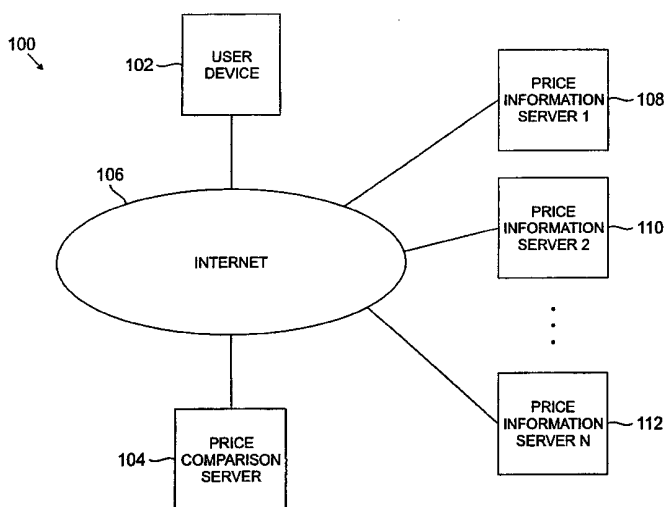 100
102
USER
DEVICE
PRICE
INFORMATION
SERVER 1
108
106
PRICE
INFORMATION
SERVER 2
110
INTERNET
PRICE
INFORMATION
SERVER N
112
104
PRICE
COMPARISON
SERVER